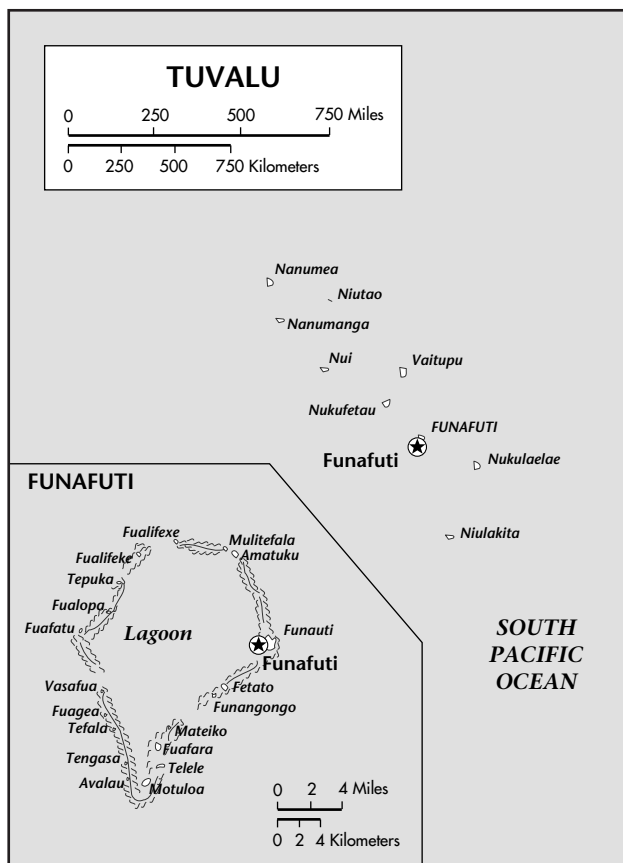 TUVALU
0 250 500 750 Miles
0 250 500 750 Kilometers
Nanumea
Niutao
Nanumanga
Nui
Vaitupu
Nukufetau
FUNAFUTI
Funafuti
Nukulaelae
Niulakita
SOUTH
PACIFIC
OCEAN
FUNAFUTI
Fualifexe
Mulitefala
Fualifeke
Amatuku
Tepuka
Fualopa
Fuafatu
Lagoon
Funauti
Funafuti
Vasafua
Fetato
Fuagea
Funangongo
Tefala
Mateiko
Fuafara
Tengasa
Telele
Avalau
Motuloa
0 2 4 Miles
0 2 4 Kilometers